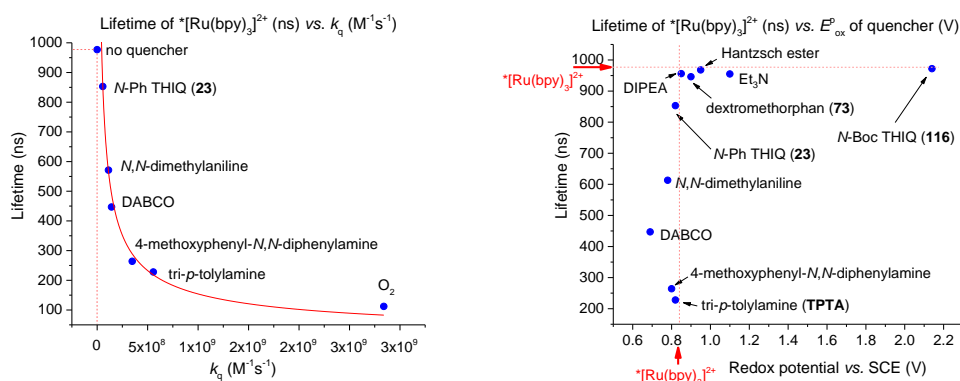 Lifetime of *[Ru(bpy)3]2+ (ns) vs. kq (M-1s-1)
1000
900
800
700
600
500
400
300
200
100
Lifetime (ns)
no quencher
N-Ph THIQ (23)
N,N-dimethylaniline
DABCO
4-methoxyphenyl-N,N-diphenylamine
tri-p-tolylamine
O2
0 5x10⁸ 1x10⁹ 2x10⁹ 2x10⁹ 3x10⁹ 3x10⁹
kq (M-1s-1)
Lifetime of *[Ru(bpy)3]2+ (ns) vs. Epox of quencher (V)
1000
900
800
700
600
500
400
300
200
Lifetime (ns)
*[Ru(bpy)3]2+
Hantzsch ester
DIPEA
Et3N
dextromethorphan (73)
N-Boc THIQ (116)
N-Ph THIQ (23)
N,N-dimethylaniline
DABCO
4-methoxyphenyl-N,N-diphenylamine
tri-p-tolylamine (TPTA)
0.6 0.8 1.0 1.2 1.4 1.6 1.8 2.0 2.2
Redox potential vs. SCE (V)
*[Ru(bpy)3]2+